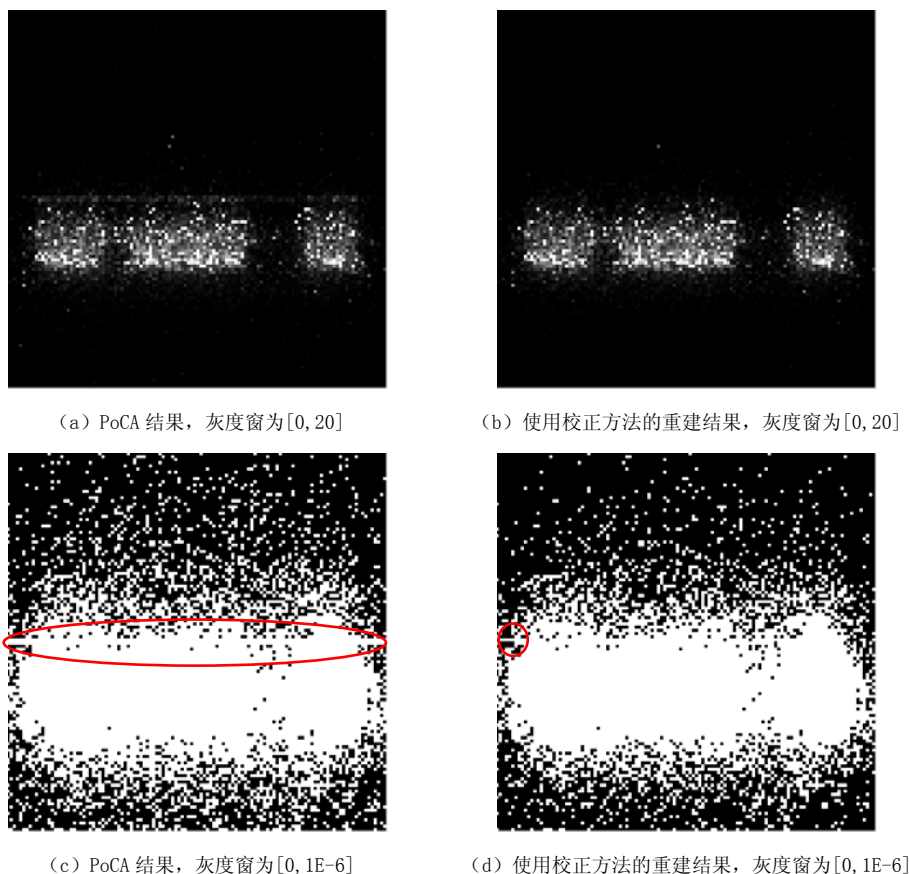 （a）PoCA 结果，灰度窗为[0,20]
（b）使用校正方法的重建结果，灰度窗为[0,20]
（c）PoCA 结果，灰度窗为[0,1E-6]
（d）使用校正方法的重建结果，灰度窗为[0,1E-6]